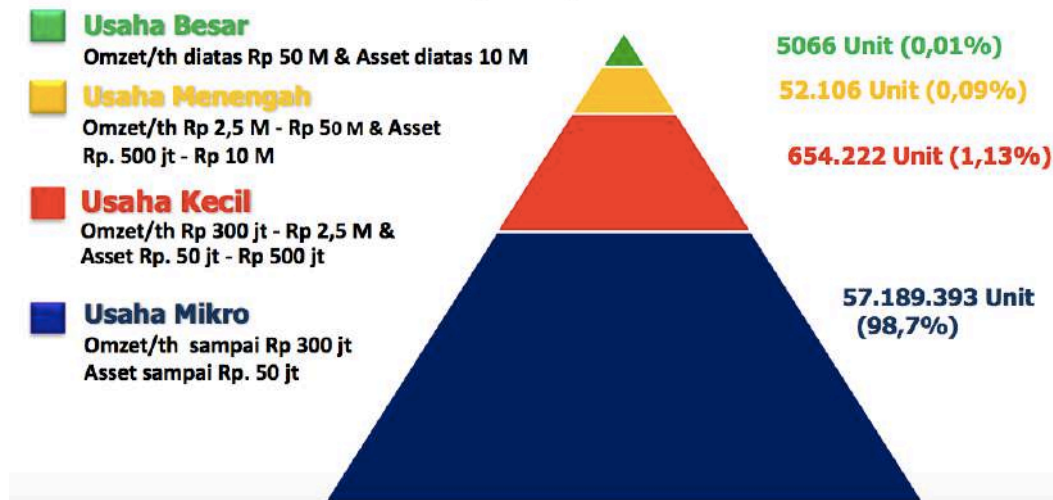 Usaha Besar
Omzet/th diatas Rp 50 M & Asset diatas 10 M
5066 Unit (0,01%)
Usaha Menengah
Omzet/th Rp 2,5 M - Rp 50 M & Asset
Rp. 500 jt - Rp 10 M
52.106 Unit (0,09%)
Usaha Kecil
Omzet/th Rp 300 jt - Rp 2,5 M &
Asset Rp. 50 jt - Rp 500 jt
654.222 Unit (1,13%)
Usaha Mikro
Omzet/th sampai Rp 300 jt
Asset sampai Rp. 50 jt
57.189.393 Unit
(98,7%)